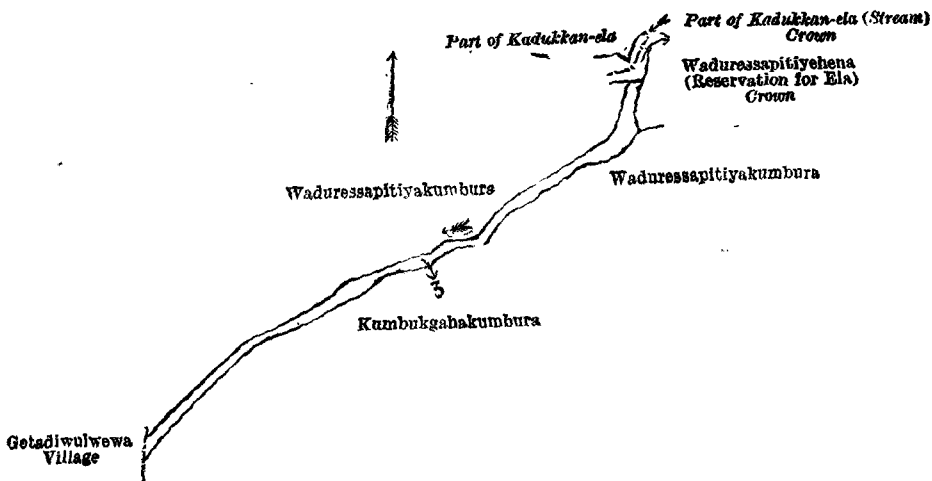 Part of Kadukkan-ela (Stream)
Crown
Part of Kadukkan-ela
Waduressapitiyehena
(Reservation for Ela)
Crown
Waduressapitiyakumbura
Waduressapitiyakumbura
3
Kumbukgahakumbura
Getadiwulwewa
Village